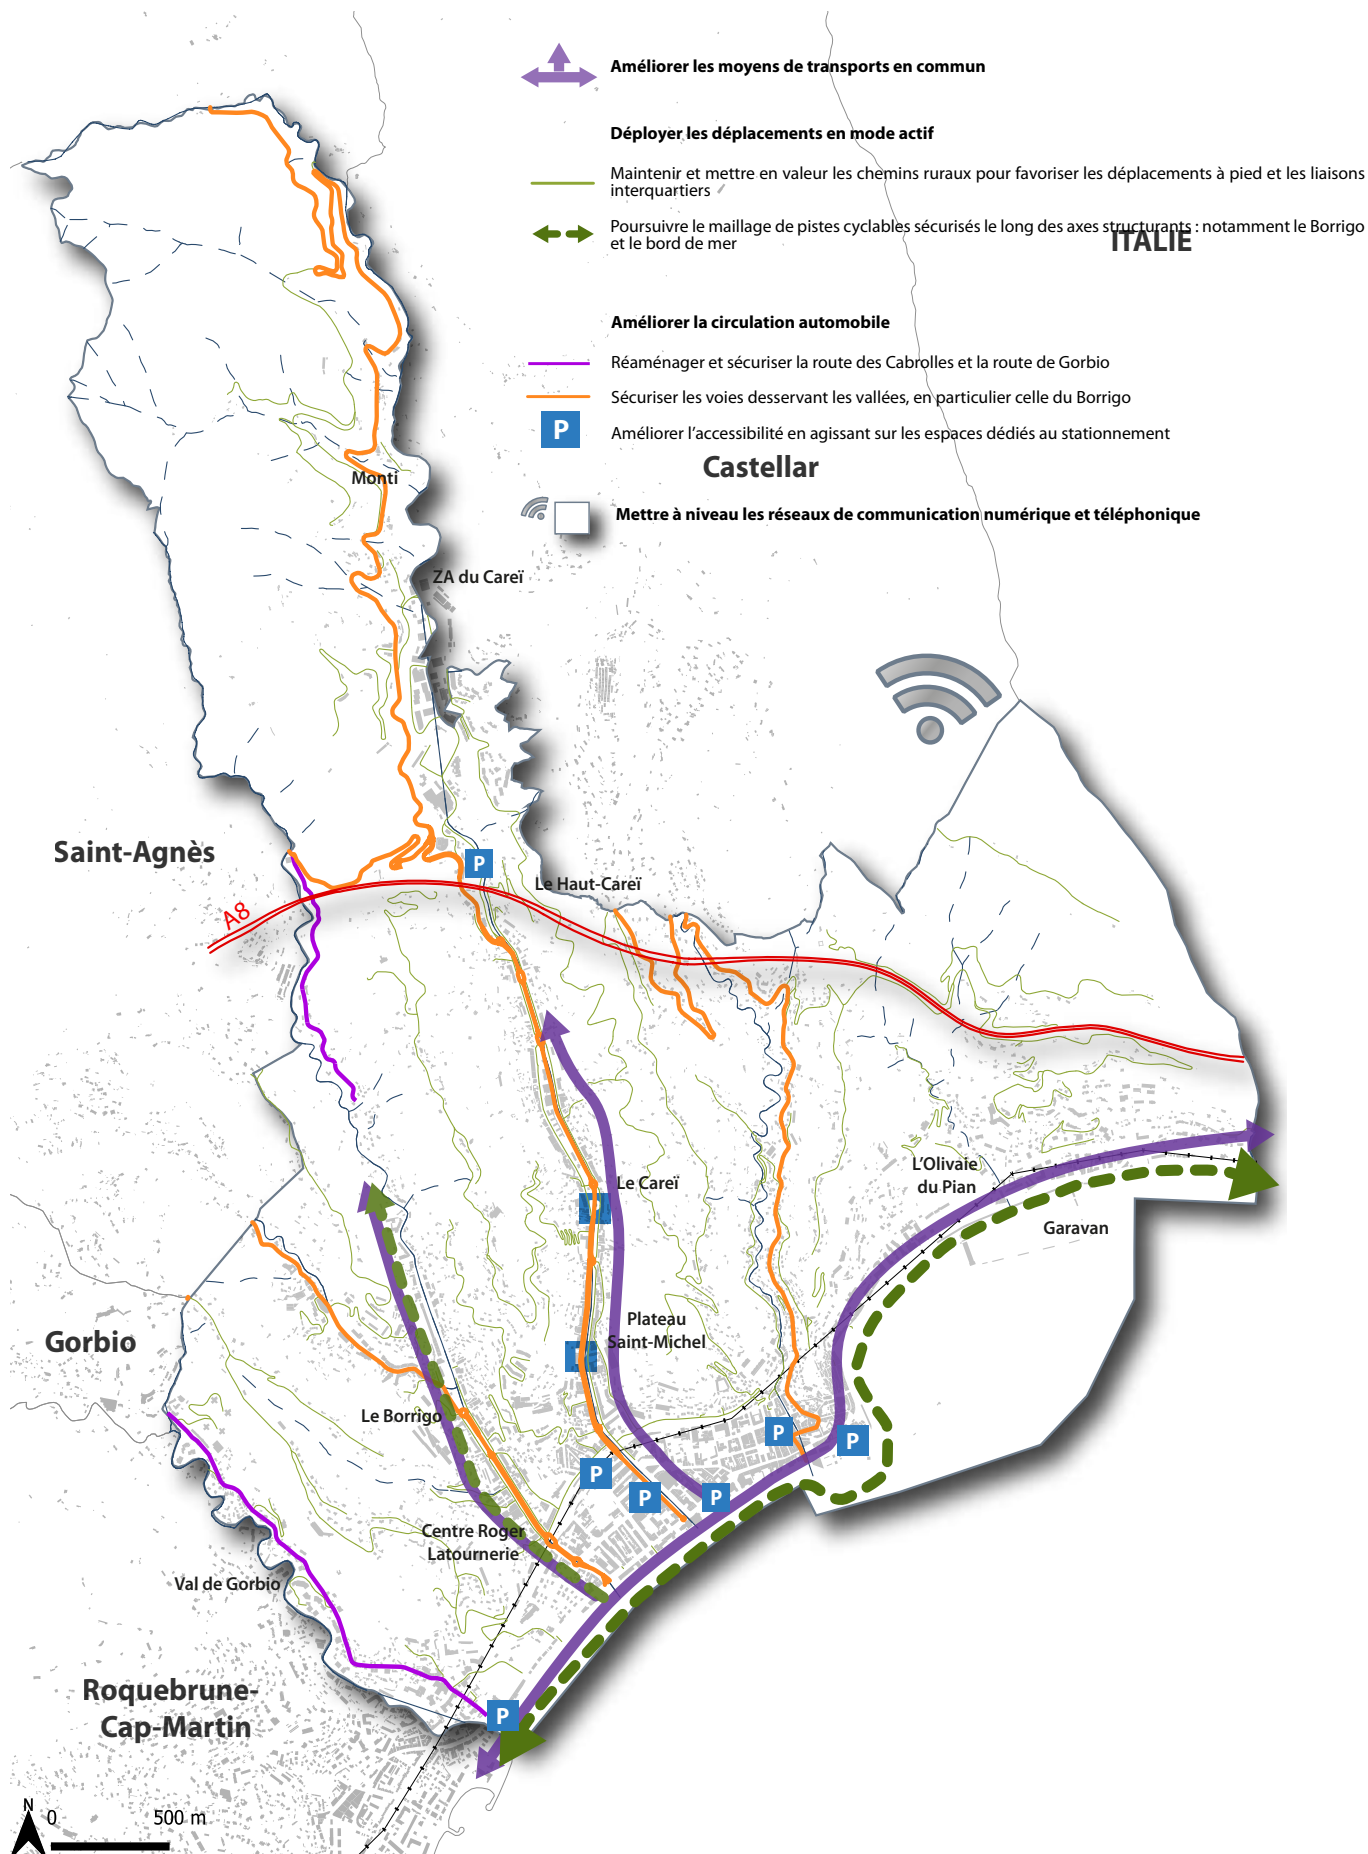 Améliorer les moyens de transports en commun
Déployer les déplacements en mode actif
Maintenir et mettre en valeur les chemins ruraux pour favoriser les déplacements à pied et les liaisons
interquartiers
Poursuivre le maillage de pistes cyclables sécurisés le long des axes structurants : notamment le Borrigo
et le bord de mer
ITALIE
Améliorer la circulation automobile
Réaménager et sécuriser la route des Cabrolles et la route de Gorbio
Sécuriser les voies desservant les vallées, en particulier celle du Borrigo
P
Améliorer l'accessibilité en agissant sur les espaces dédiés au stationnement
Castellar
Monti
Mettre à niveau les réseaux de communication numérique et téléphonique
ZA du Careï
Saint-Agnès
P
Le Haut-Careï
A8
L'Olivaie
du Pian
Le Careï
P
Garavan
Plateau
Saint-Michel
Gorbio
Le Borrigo
P
P
P
P
P
Centre Roger
Latournerie
Val de Gorbio
Roquebrune-
Cap-Martin
P
N
0
500 m